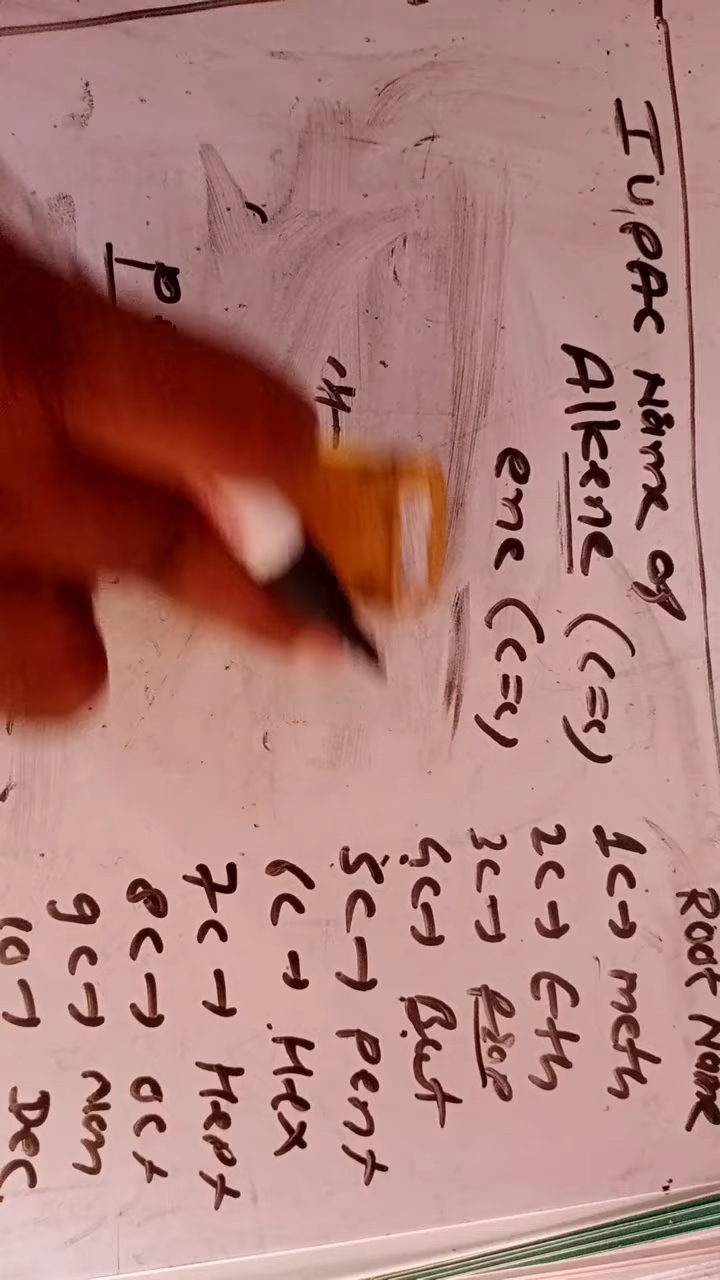 IUPAC Name of
Alkene (C=C)
ene (C=C)
Root Name
1C→ meth
2C→ Eth
3C→ Prop
4C→ But
5C→ Pent
6C→ Hex
7C→ Hept
8C→ oct
9C→ Non
10→ Dec